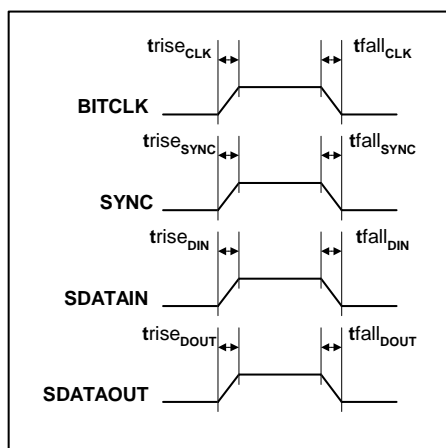 trise_CLK tfall_CLK
BITCLK
trise_SYNC tfall_SYNC
SYNC
trise_DIN tfall_DIN
SDATAIN
trise_DOUT tfall_DOUT
SDATAOUT